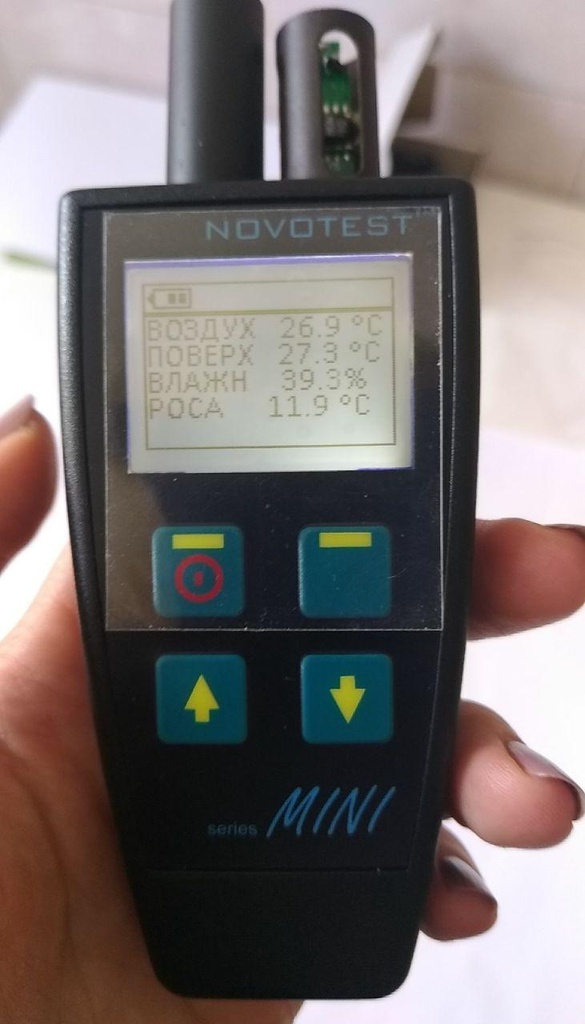 NOVOTEST
ВОЗДУХ 26.9 °C
ПОВЕРХ 27.3 °C
ВЛАЖН 39.3%
РОСА 11.9 °C
series MINI